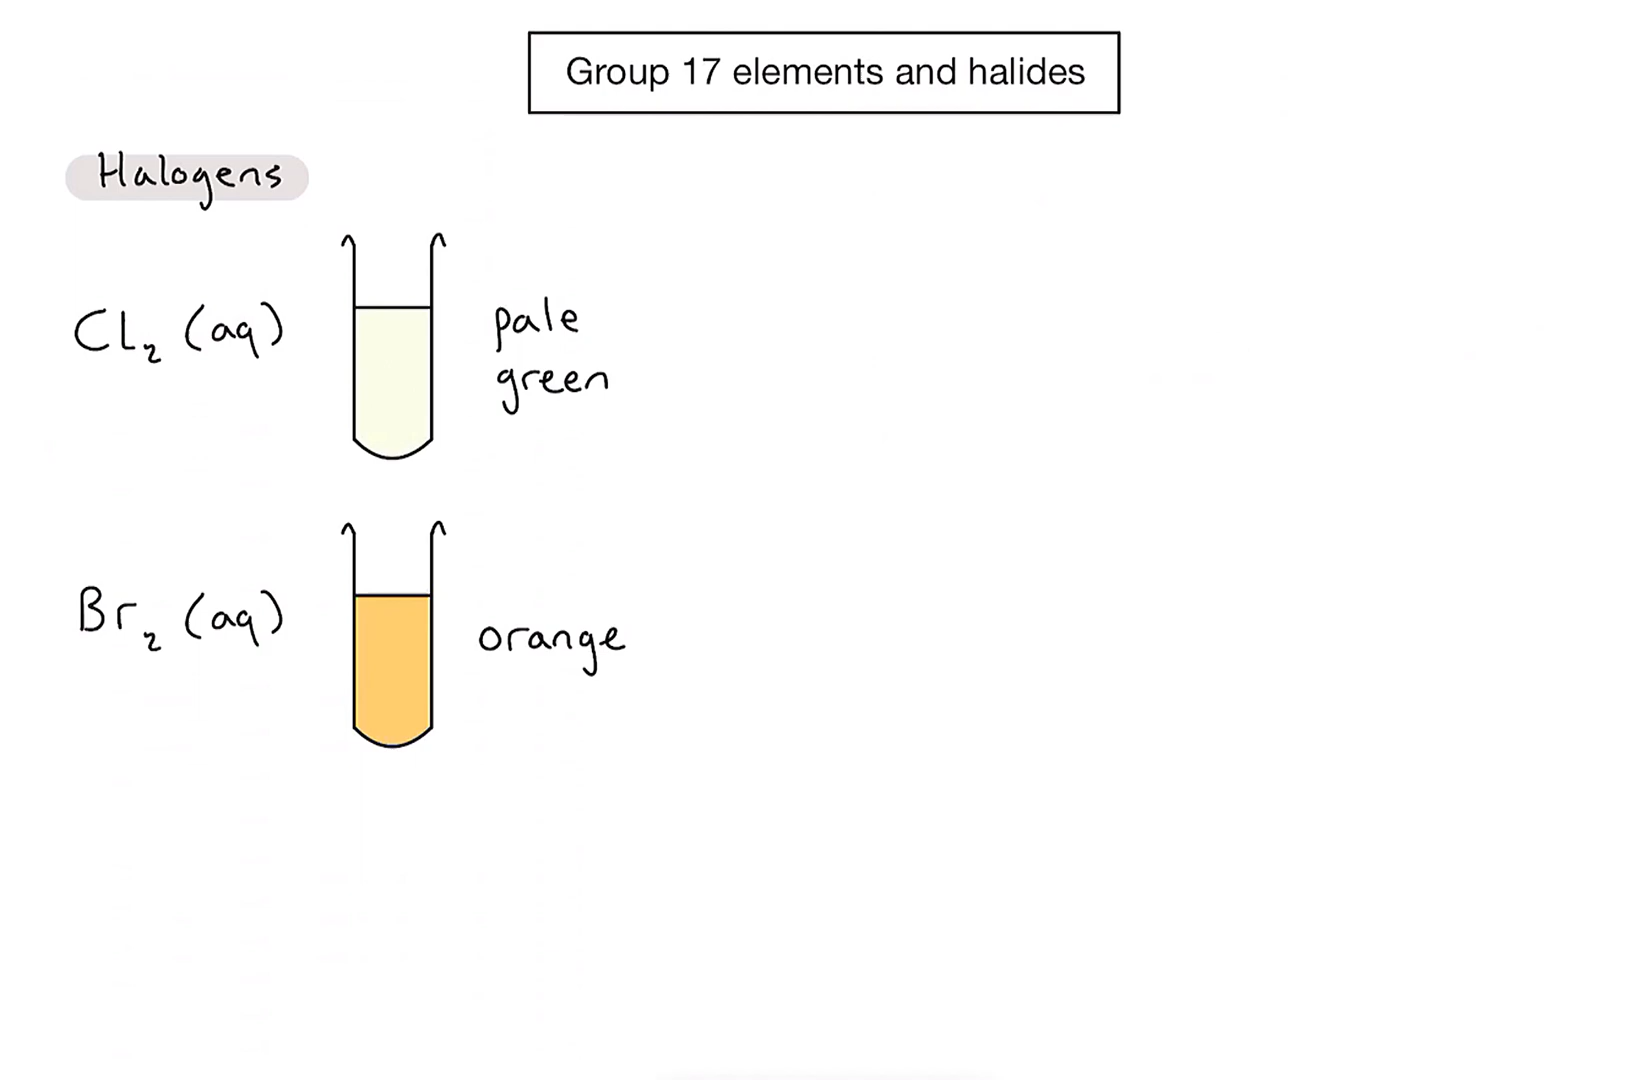 Group 17 elements and halides
Halogens
Cl₂ (aq)
pale
green
Br₂ (aq)
orange